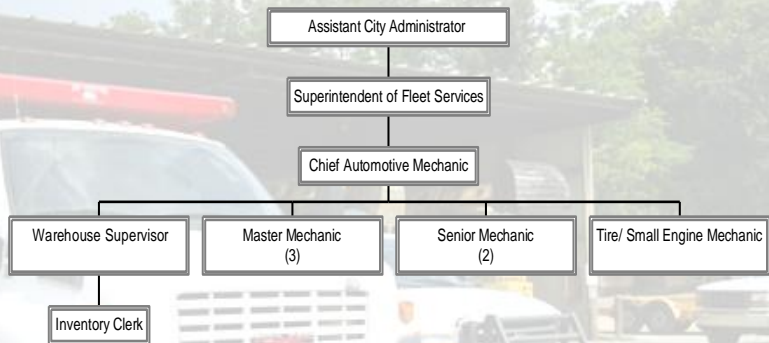 Assistant City Administrator
Superintendent of Fleet Services
Chief Automotive Mechanic
Warehouse Supervisor
Master Mechanic
(3)
Senior Mechanic
(2)
Tire/ Small Engine Mechanic
Inventory Clerk